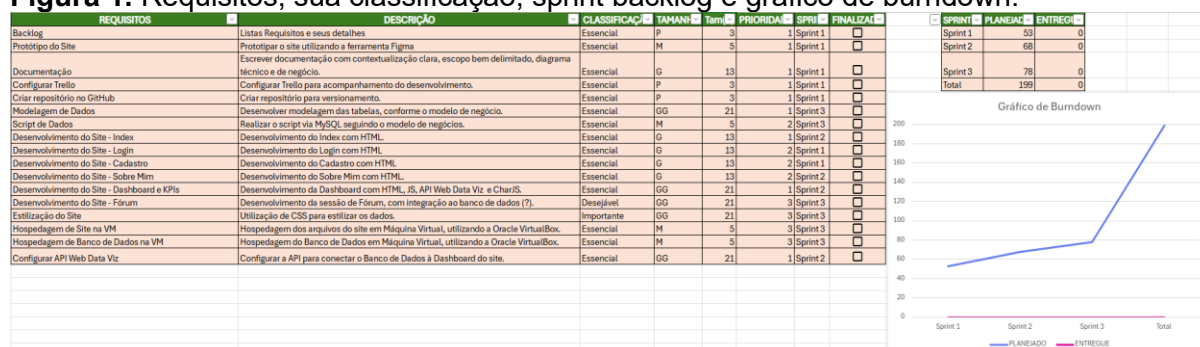 Figura 1. Requisitos, sua classificação, sprint backlog e gráfico de burndown.
REQUISITOS DESCRIÇÃO CLASSIFICAÇÃ TAMANH Tam PRIORIDAD SPRI FINALIZAD
Backlog Listas Requisitos e seus detalhes Essencial P 3 1 Sprint 1
Protótipo do Site Prototipar o site utilizando a ferramenta Figma Essencial M 5 1 Sprint 1
Escrever documentação com contextualização clara, escopo bem delimitado, diagrama
Documentação técnico e de negócio. Essencial G 13 1 Sprint 1
Configurar Trello Configurar Trello para acompanhamento do desenvolvimento. Essencial P 3 1 Sprint 1
Criar repositório no GitHub Criar repositório para versionamento. Essencial P 3 1 Sprint 1
Modelagem de Dados Desenvolver modelagem das tabelas, conforme o modelo de negócio. Essencial GG 21 1 Sprint 3
Script de Dados Realizar o script via MySQL seguindo o modelo de negócios. Essencial M 5 2 Sprint 3
Desenvolvimento do Site - Index Desenvolvimento do Index com HTML. Essencial G 13 1 Sprint 2
Desenvolvimento do Site - Login Desenvolvimento do Login com HTML Essencial G 13 2 Sprint 1
Desenvolvimento do Site - Cadastro Desenvolvimento do Cadastro com HTML Essencial G 13 2 Sprint 1
Desenvolvimento do Site - Sobre Mim Desenvolvimento do Sobre Mim com HTML. Essencial G 13 2 Sprint 2
Desenvolvimento do Site - Dashboard e KPIs Desenvolvimento da Dashboard com HTML, JS, API Web Data Viz e CharJS. Essencial GG 21 1 Sprint 2
Desenvolvimento do Site - Fórum Desenvolvimento da sessão de Fórum, com integração ao banco de dados (?). Desejável GG 21 3 Sprint 3
Estilização do Site Utilização de CSS para estilizar os dados. Importante GG 21 3 Sprint 3
Hospedagem de Site na VM Hospedagem dos arquivos do site em Máquina Virtual, utilizando a Oracle VirtualBox. Essencial M 5 3 Sprint 3
Hospedagem de Banco de Dados na VM Hospedagem do Banco de Dados em Máquina Virtual, utilizando a Oracle VirtualBox. Essencial M 5 3 Sprint 3
Configurar API Web Data Viz Configurar a API para conectar o Banco de Dados à Dashboard do site. Essencial GG 21 1 Sprint 2
SPRINT PLANEJAD ENTREGU
Sprint 1 53 0
Sprint 2 68 0
Sprint 3 78 0
Total 199 0
Gráfico de Burndown
200
180
160
140
120
100
80
60
40
20
0
Sprint 1 Sprint 2 Sprint 3 Total
PLANEJADO ENTREGUE